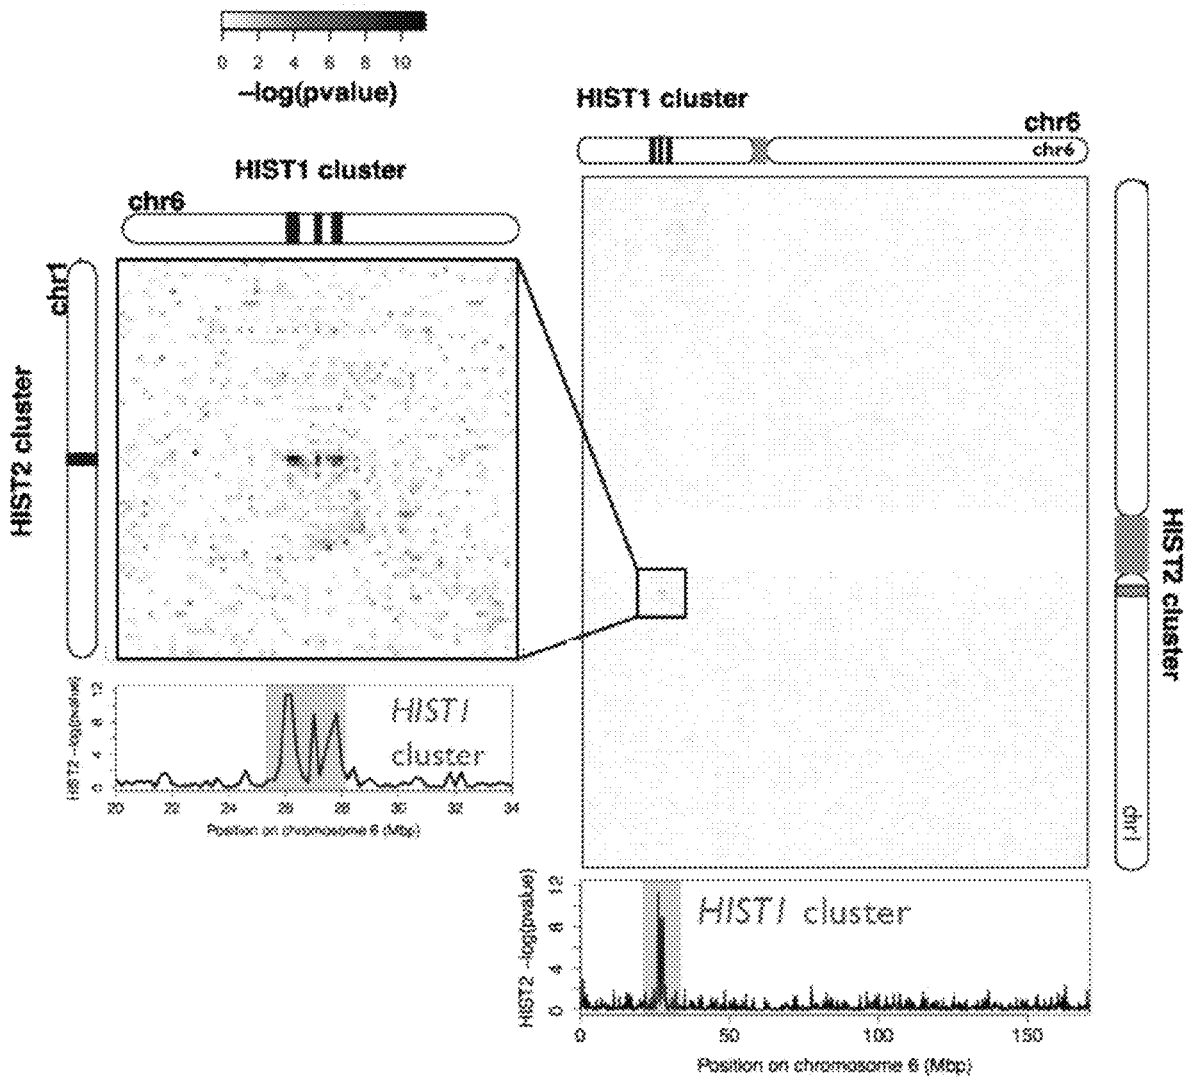 0 2 4 6 8 10
–log(pvalue)
HIST1 cluster
chr6
chr6
HIST1 cluster
chr6
chr1
HIST2 cluster
HIST2 cluster
chr1
HIST1
cluster
HIST2 –log(pvalue)
12
8
4
0
20 22 24 26 28 30 32 34
Position on chromosome 6 (Mbp)
HIST1 cluster
HIST2 –log(pvalue)
12
8
4
0
0 50 100 150
Position on chromosome 6 (Mbp)